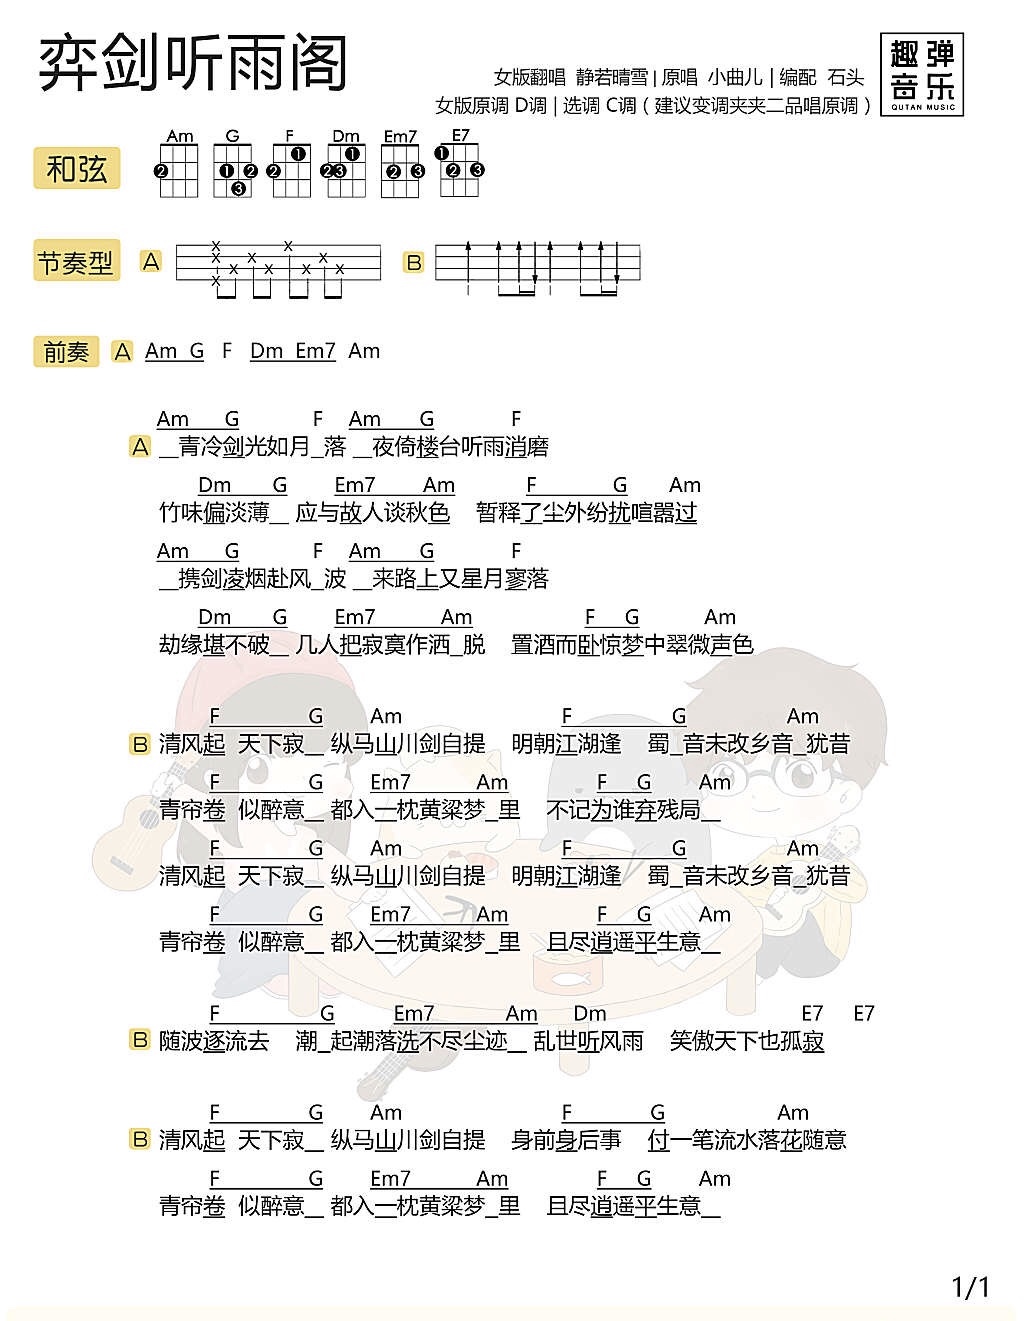 弈剑听雨阁
女版翻唱 静若晴雪 | 原唱 小曲儿 | 编配 石头
女版原调 D调 | 选调 C调 ( 建议变调夹夹二品唱原调 )
趣弹音乐
QUTAN MUSIC
和弦 Am G F Dm Em7 E7
节奏型 A B
前奏 A Am G F Dm Em7 Am
Am G F Am G F
A __青冷剑光如月_落 __夜倚楼台听雨消磨
Dm G Em7 Am F G Am
竹味偏淡薄__ 应与故人谈秋色 暂释了尘外纷扰喧嚣过
Am G F Am G F
__携剑凌烟赴风_波 __来路上又星月寥落
Dm G Em7 Am F G Am
劫缘堪不破__ 几人把寂寞作洒_脱 置酒而卧惊梦中翠微声色
F G Am F G Am
B 清风起 天下寂__ 纵马山川剑自提 明朝江湖逢 蜀_音未改乡音_犹昔
F G Em7 Am F G Am
青帘卷 似醉意__ 都入一枕黄粱梦_里 不记为谁弃残局__
F G Am F G Am
清风起 天下寂__ 纵马山川剑自提 明朝江湖逢 蜀_音未改乡音_犹昔
F G Em7 Am F G Am
青帘卷 似醉意__ 都入一枕黄粱梦_里 且尽逍遥平生意__
F G Em7 Am Dm E7 E7
B 随波逐流去 潮_起潮落洗不尽尘迹__ 乱世听风雨 笑傲天下也孤寂
F G Am F G Am
B 清风起 天下寂__ 纵马山川剑自提 身前身后事 付一笔流水落花随意
F G Em7 Am F G Am
青帘卷 似醉意__ 都入一枕黄粱梦_里 且尽逍遥平生意__
1/1